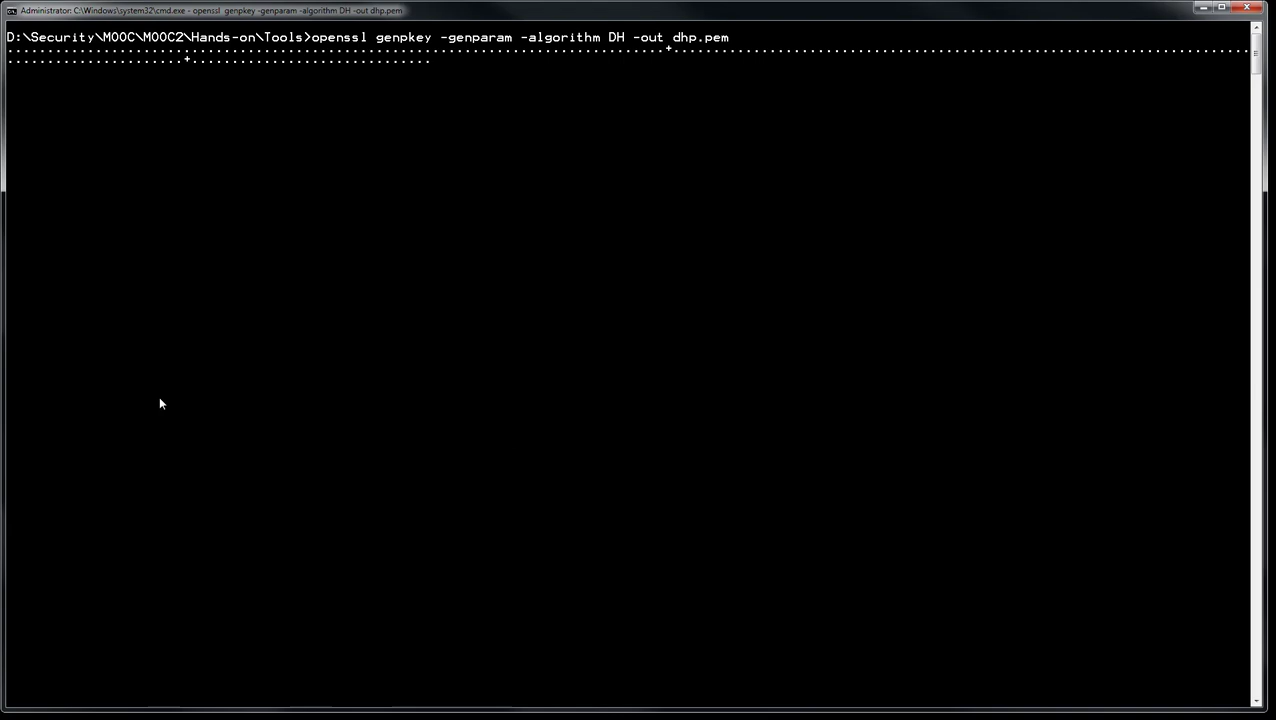 Administrator: C:\Windows\system32\cmd.exe - openssl  genpkey -genparam -algorithm DH -out dhp.pem
D:\Security\MOOC\MOOC2\Hands-on\Tools>openssl genpkey -genparam -algorithm DH -out dhp.pem
..................................................................................+........................................................................
......................+..............................